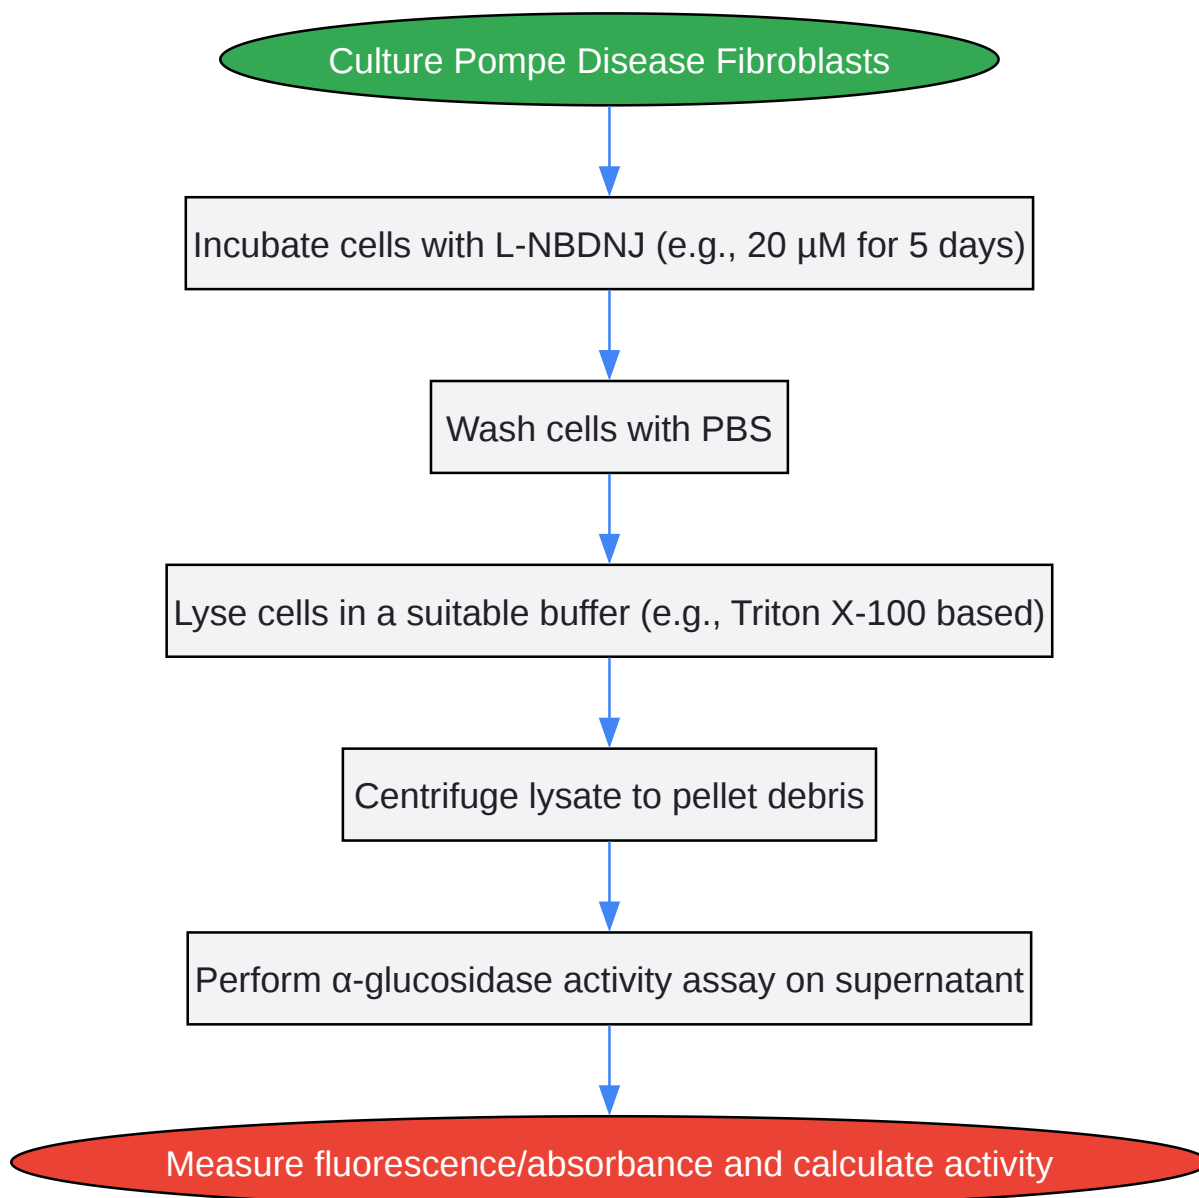 Culture Pompe Disease Fibroblasts
Incubate cells with L-NBDNJ (e.g., 20 µM for 5 days)
Wash cells with PBS
Lyse cells in a suitable buffer (e.g., Triton X-100 based)
Centrifuge lysate to pellet debris
Perform α-glucosidase activity assay on supernatant
Measure fluorescence/absorbance and calculate activity